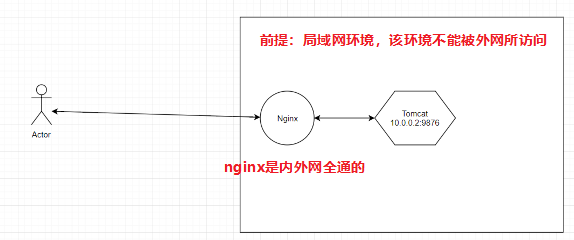 前提：局域网环境，该环境不能被外网所访问
Nginx
Tomcat
10.0.0.2:9876
Actor
nginx是内外网全通的